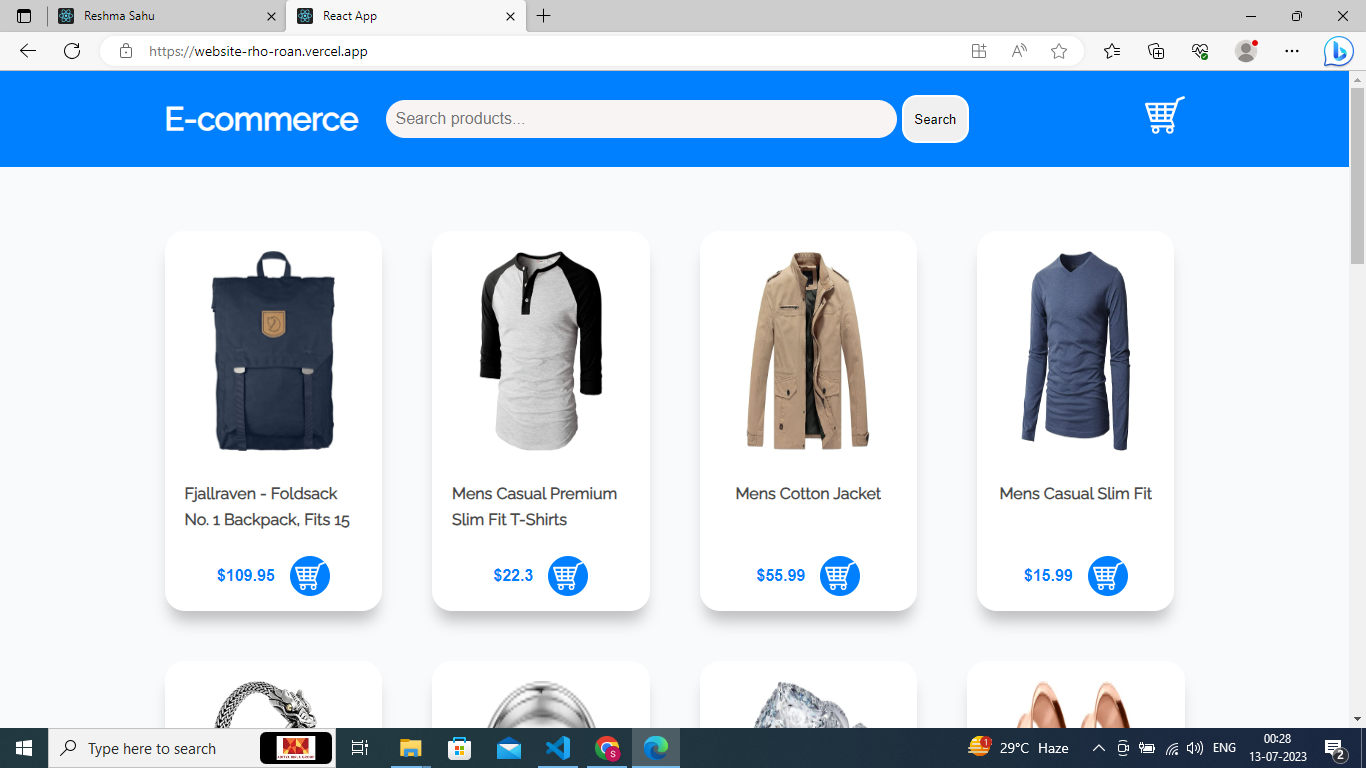 Reshma Sahu
React App
https://website-rho-roan.vercel.app
E-commerce
Search products...
Search
Fjallraven - Foldsack
No. 1 Backpack, Fits 15
$109.95
Mens Casual Premium
Slim Fit T-Shirts
$22.3
Mens Cotton Jacket
$55.99
Mens Casual Slim Fit
$15.99
Type here to search
S
1
29°C Haze
ENG
00:28
13-07-2023
2